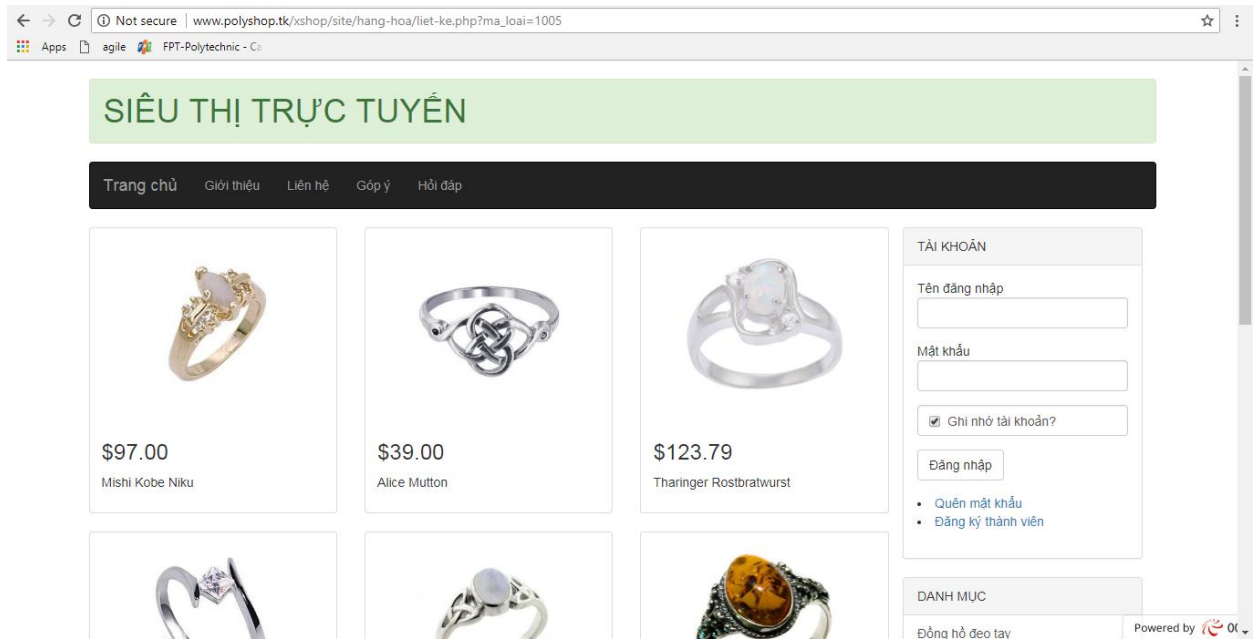 Not secure | www.polyshop.tk/xshop/site/hang-hoa/liet-ke.php?ma_loai=1005
Apps agile FPT-Polytechnic - Ca
SIÊU THỊ TRỰC TUYẾN
Trang chủ Giới thiệu Liên hệ Góp ý Hỏi đáp
$97.00
Mishi Kobe Niku
$39.00
Alice Mutton
$123.79
Tharinger Rostbratwurst
TÀI KHOẢN
Tên đăng nhập
Mật khẩu
Ghi nhớ tài khoản?
Đăng nhập
Quên mật khẩu
Đăng ký thành viên
DANH MỤC
Đồng hồ đeo tay
Powered by